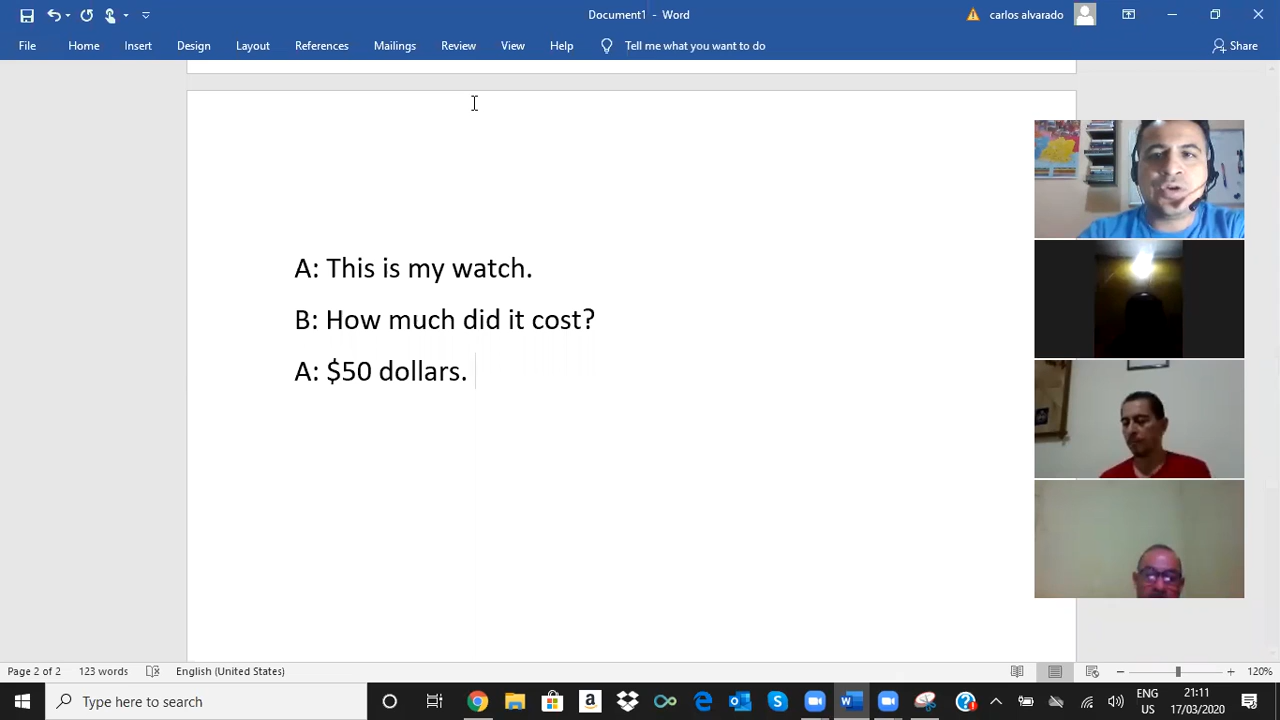 Document1 - Word
carlos alvarado
File Home Insert Design Layout References Mailings Review View Help Tell me what you want to do Share
A: This is my watch.
B: How much did it cost?
A: $50 dollars.
Page 2 of 2 123 words English (United States) 120%
Type here to search
ENG 21:11
US 17/03/2020